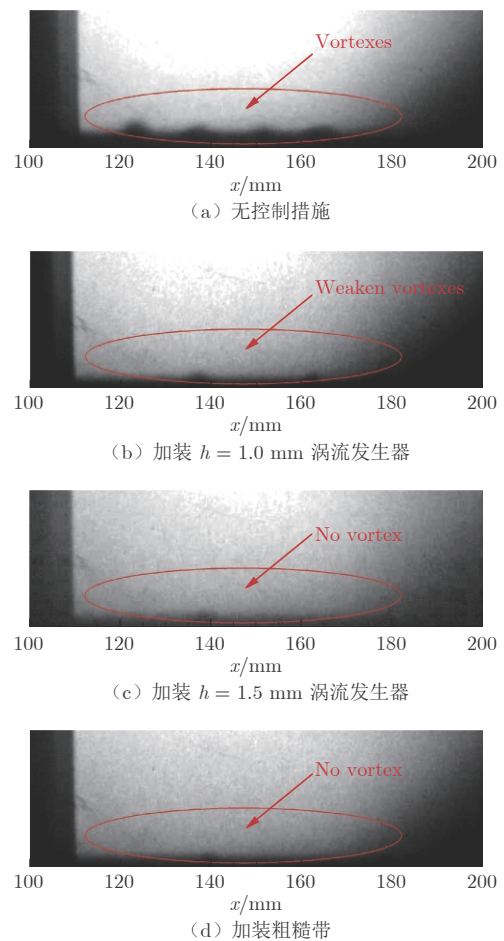 Vortexes
100 120 140 160 180 200
x/mm
（a）无控制措施
Weaken vortexes
100 120 140 160 180 200
x/mm
（b）加装 h = 1.0 mm 涡流发生器
No vortex
100 120 140 160 180 200
x/mm
（c）加装 h = 1.5 mm 涡流发生器
No vortex
100 120 140 160 180 200
x/mm
（d）加装粗糙带